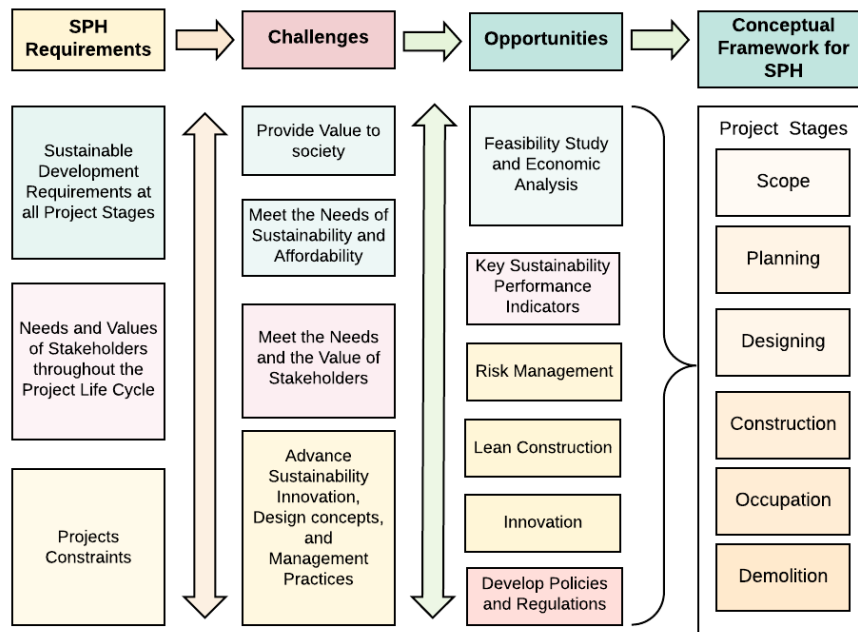 SPH
Requirements
Challenges
Opportunities
Conceptual
Framework for
SPH
Sustainable
Development
Requirements at
all Project Stages
Needs and Values
of Stakeholders
throughout the
Project Life Cycle
Projects
Constraints
Provide Value to
society
Meet the Needs of
Sustainability and
Affordability
Meet the Needs
and the Value of
Stakeholders
Advance
Sustainability
Innovation,
Design concepts,
and
Management
Practices
Feasibility Study
and Economic
Analysis
Key Sustainability
Performance
Indicators
Risk Management
Lean Construction
Innovation
Develop Policies
and Regulations
Project Stages
Scope
Planning
Designing
Construction
Occupation
Demolition